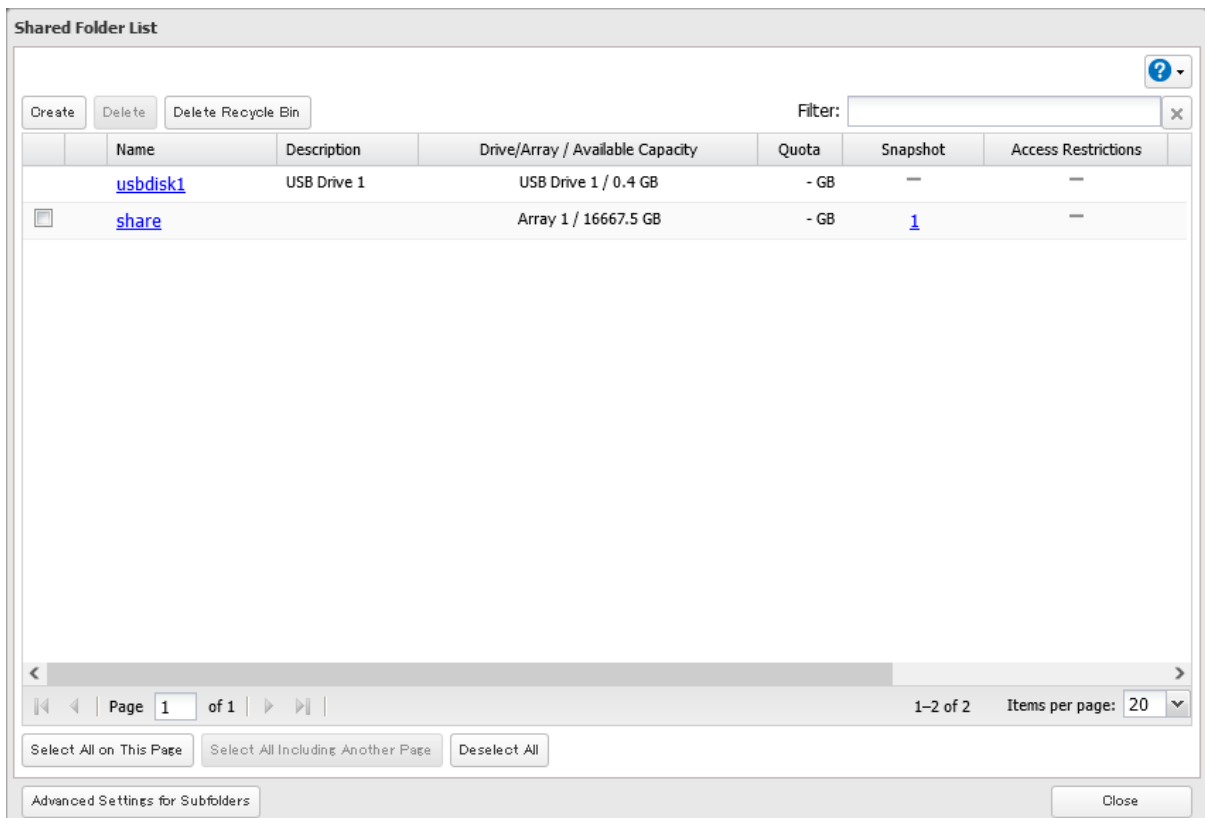 Shared Folder List
?
Create Delete Delete Recycle Bin Filter:
Name Description Drive/Array / Available Capacity Quota Snapshot Access Restrictions
usbdisk1 USB Drive 1 USB Drive 1 / 0.4 GB - GB — —
share Array 1 / 16667.5 GB - GB 1 —
Page 1 of 1 1–2 of 2 Items per page: 20
Select All on This Page Select All Including Another Page Deselect All
Advanced Settings for Subfolders Close